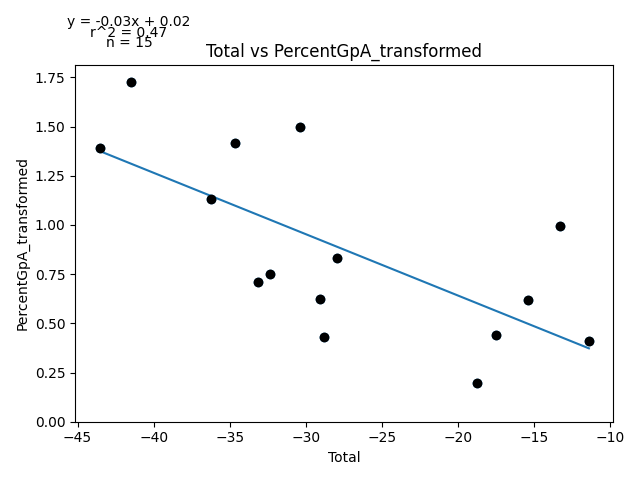 y = -0.03x + 0.02
r^2 = 0.47
n = 15
Total vs PercentGpA_transformed
1.75
1.50
1.25
1.00
0.75
0.50
0.25
0.00
PercentGpA_transformed
−45 −40 −35 −30 −25 −20 −15 −10
Total